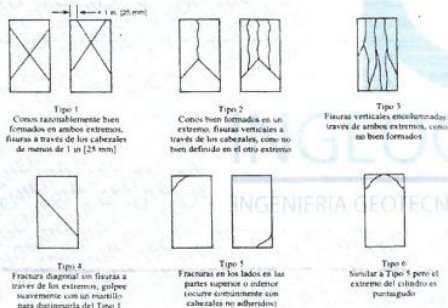 < 1 in. [25 mm]
Tipo 1
Conos razonablemente bien
formados en ambos extremos,
fisuras a través de los cabezales
de menos de 1 in [25 mm]
Tipo 2
Conos bien formados en un
extremo, fisuras verticales a
través de los cabezales, cono no
bien definido en el otro extremo
Tipo 3
Fisuras verticales encolumnadas
través de ambos extremos, conos
no bien formados
Tipo 4
Fractura diagonal sin fisuras a
través de los extremos, golpee
suavemente con un martillo
para distinguirla del Tipo 1
Tipo 5
Fracturas en los lados en las
partes superior o inferior
(ocurre comúnmente con
cabezales no adheridos)
Tipo 6
Similar a Tipo 5 pero el
extremo del cilindro es
puntiagudo
GEOC
INGENIERIA GEOTECN